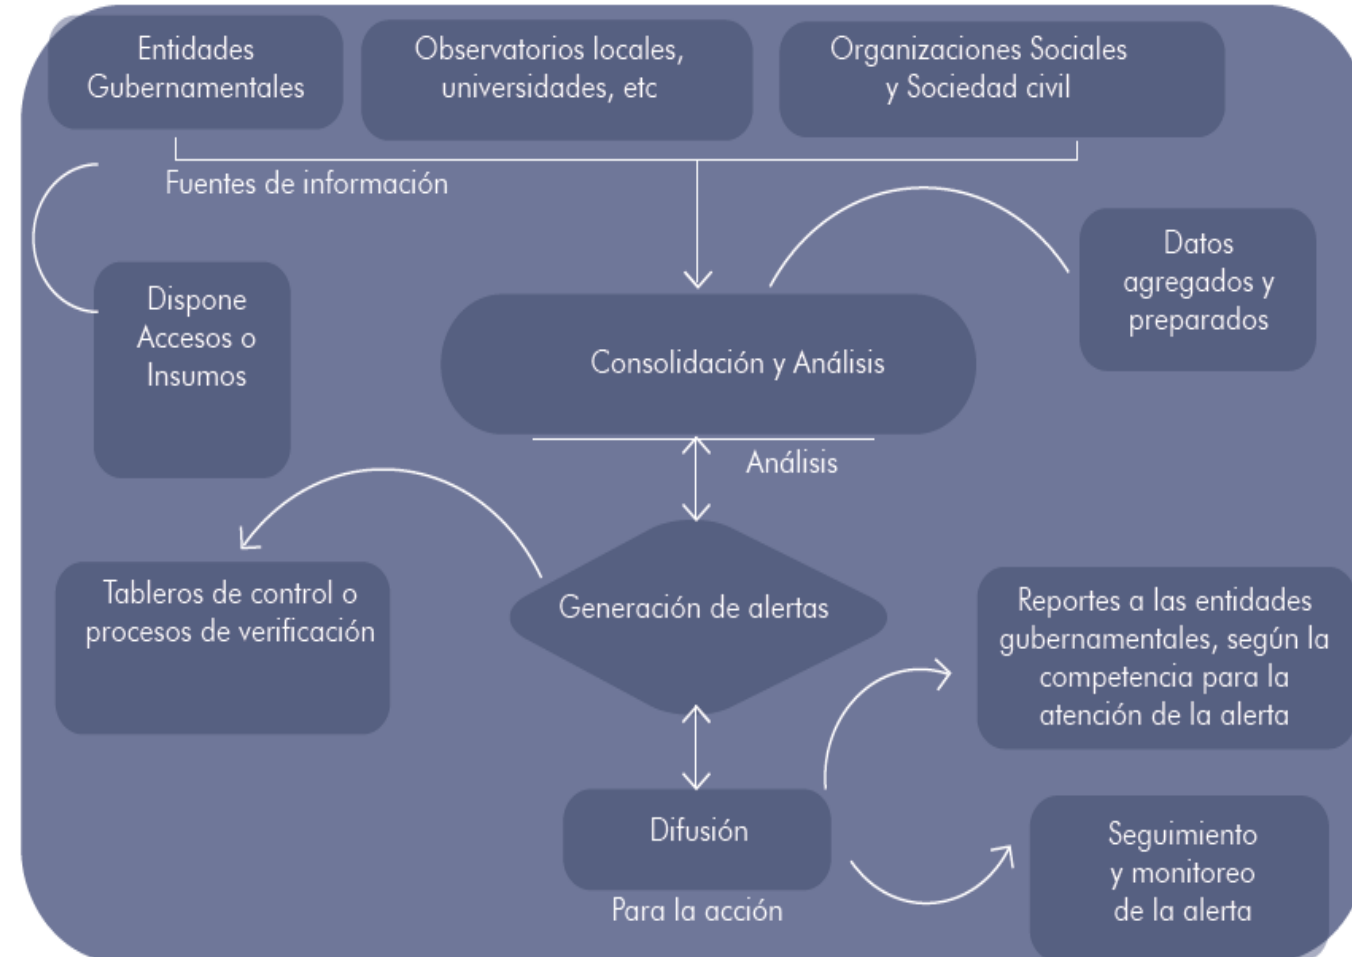 Entidades
Gubernamentales
Observatorios locales,
universidades, etc
Organizaciones Sociales
y Sociedad civil
Fuentes de información
Datos
agregados y
preparados
Dispone
Accesos o
Insumos
Consolidación y Análisis
Análisis
Tableros de control o
procesos de verificación
Generación de alertas
Reportes a las entidades
gubernamentales, según la
competencia para la
atención de la alerta
Difusión
Para la acción
Seguimiento
y monitoreo
de la alerta